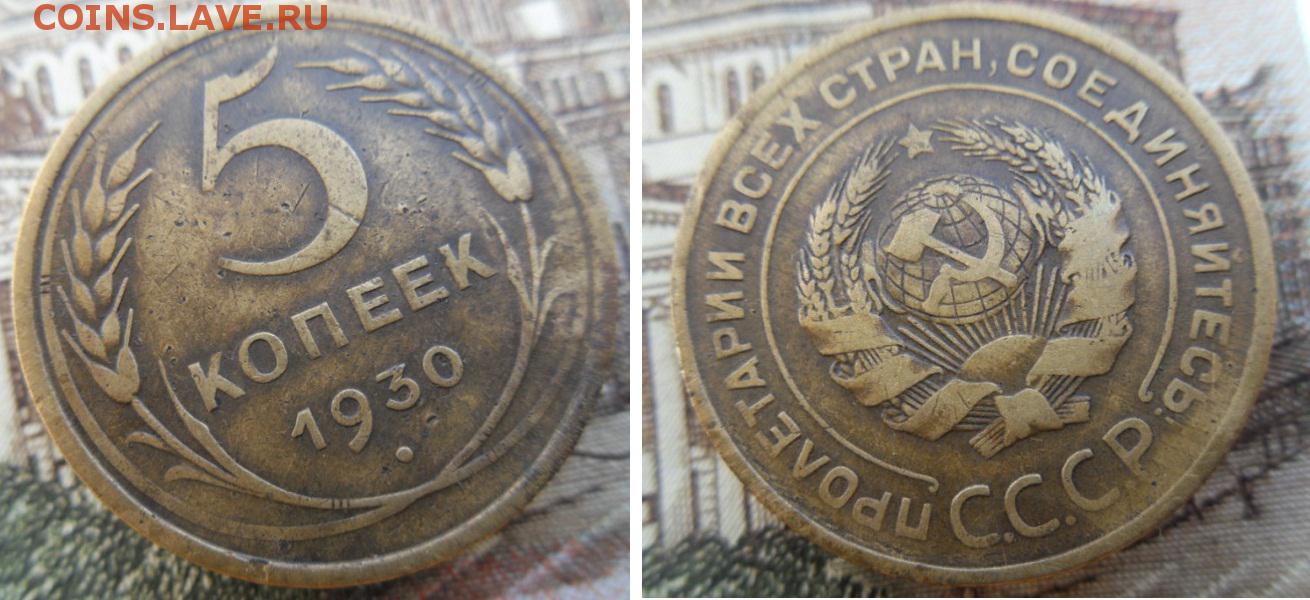 COINS.LAVE.RU
5
КОПЕЕК
1930
ПРОЛЕТАРИИ ВСЕХ СТРАН, СОЕДИНЯЙТЕСЬ!
С.С.С.Р.